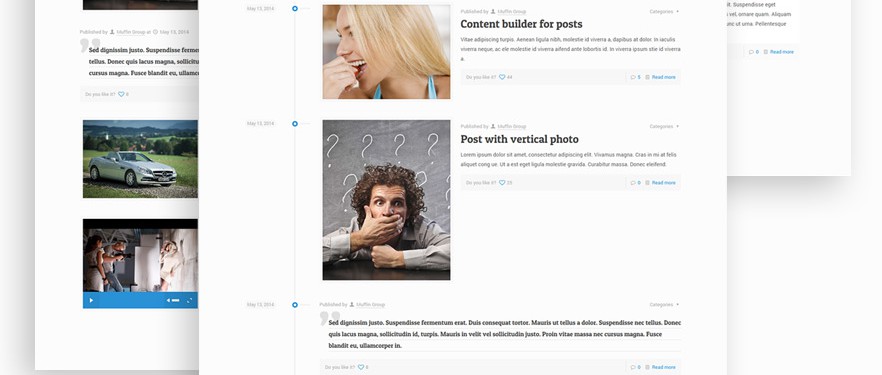 Published by Muffin Group at May 13, 2014
Sed dignissim justo. Suspendisse ferme
tellus. Donec quis lacus magna, sollicitu
cursus magna. Fusce blandit eu, ullamc
Do you like it? 0
May 13, 2014
Published by Muffin Group
Categories
Content builder for posts
Vitae adipiscing turpis. Aenean ligula nibh, molestie id viverra a, dapibus at dolor. In iaculis
viverra neque, ac ele molestie id viverra aifend ante lobortis id. In viverra ipsum stie id viverra
a.
Do you like it? 44
0 Read more
May 13, 2014
Published by Muffin Group
Categories
Post with vertical photo
Lorem ipsum dolor sit amet, consectetur adipiscing elit. Vivamus magna. Cras in mi at felis
aliquet cong ue. Ut a est eget ligula molestie gravida. Curabitur massa. Donec eleifend.
Do you like it?
0 Read more
May 13, 2014
Published by Muffin Group
Categories
Sed dignissim justo. Suspendisse fermentum erat. Duis consequat tortor. Mauris ut tellus a dolor. Suspendisse nec tellus. Donec
quis lacus magna, sollicitudin id, turpis. Mauris in velit vel sollicitudin justo. Proin vitae massa nec cursus magna. Fusce
blandit eu, ullamcorper in.
Do you like it?
0 Read more
t. Suspendisse eget
vel, ornare quam. Aliquam
nc ut urna. Pellentesque
0 Read more